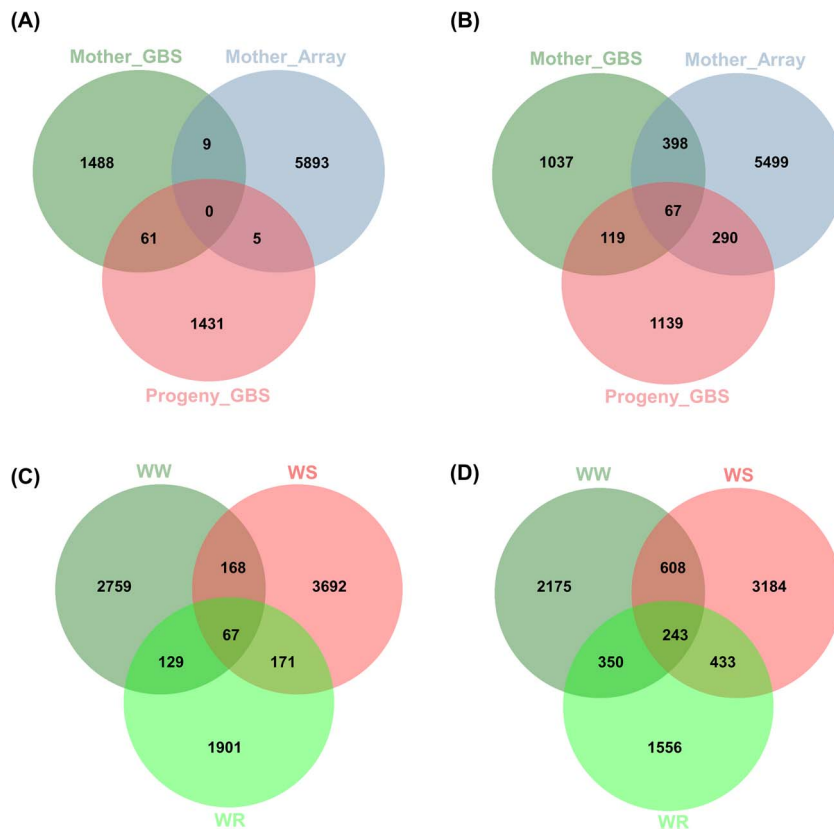 (A)
(B)
Mother_GBS
Mother_Array
Mother_GBS
Mother_Array
9
398
1488
5893
1037
5499
0
67
61
5
119
290
1431
1139
Progeny_GBS
Progeny_GBS
(C)
WW
WS
(D)
WW
WS
168
608
2759
3692
2175
3184
67
243
129
171
350
433
1901
1556
WR
WR